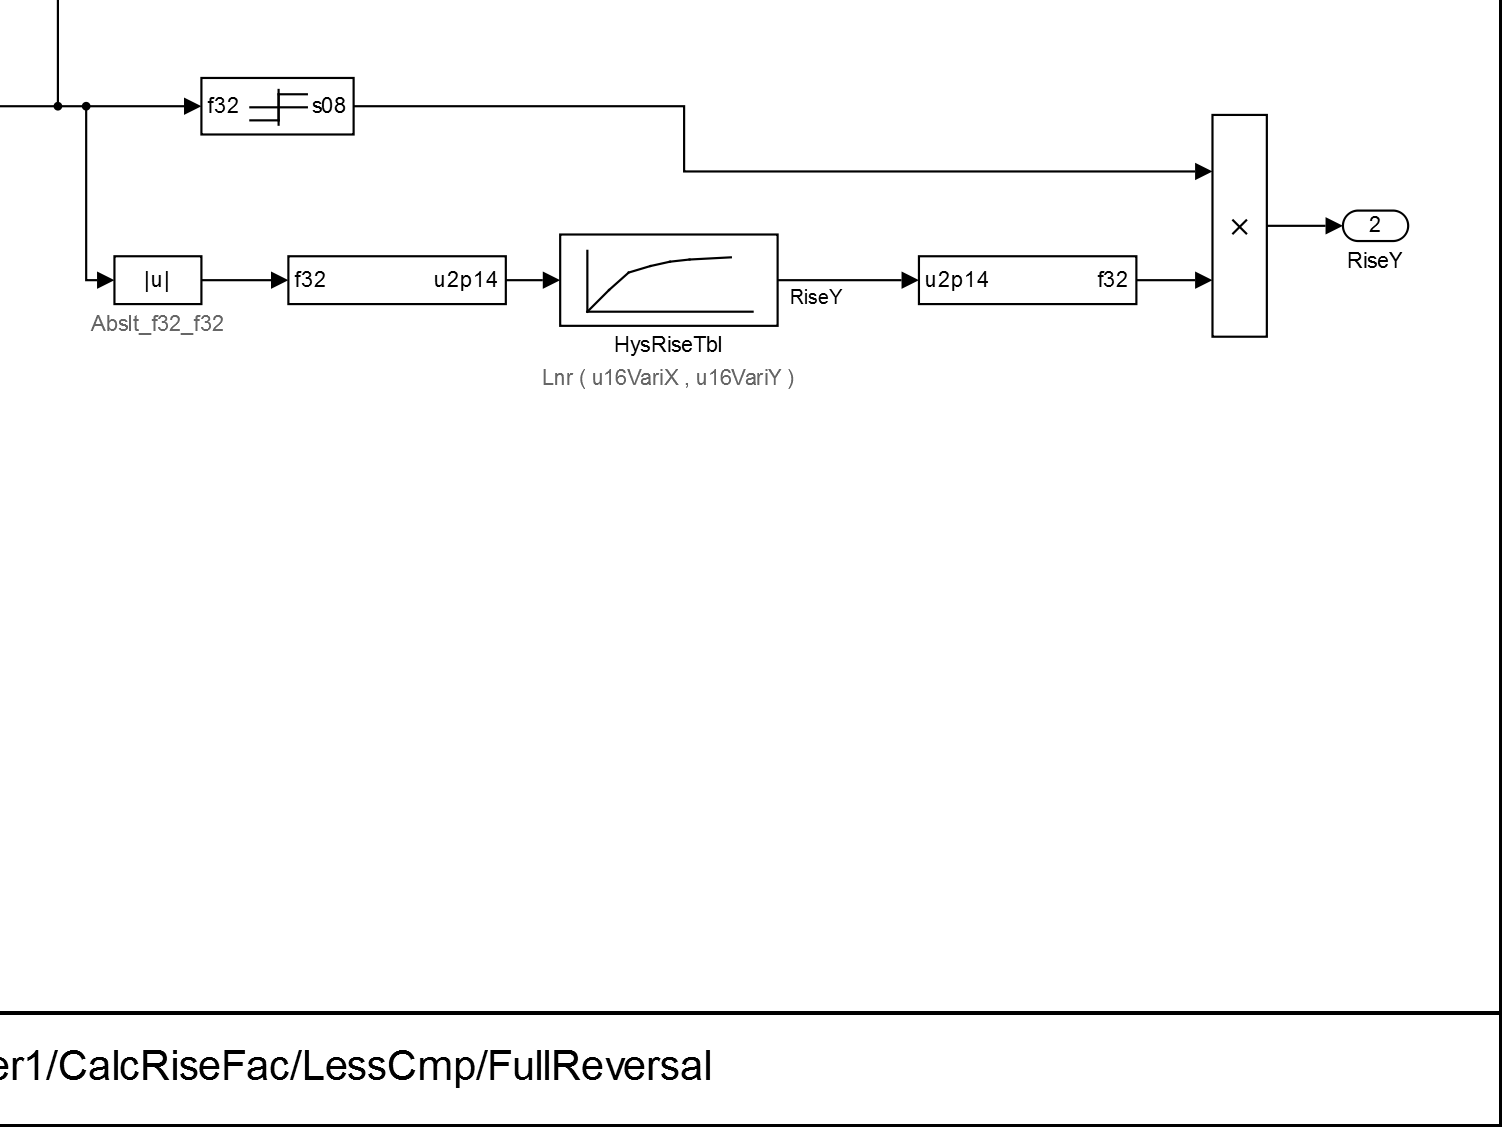 f32 s08
×
2
RiseY
|u|
f32 u2p14
RiseY
u2p14 f32
Abslt_f32_f32
HysRiseTbl
Lnr ( u16VariX , u16VariY )
er1/CalcRiseFac/LessCmp/FullReversal